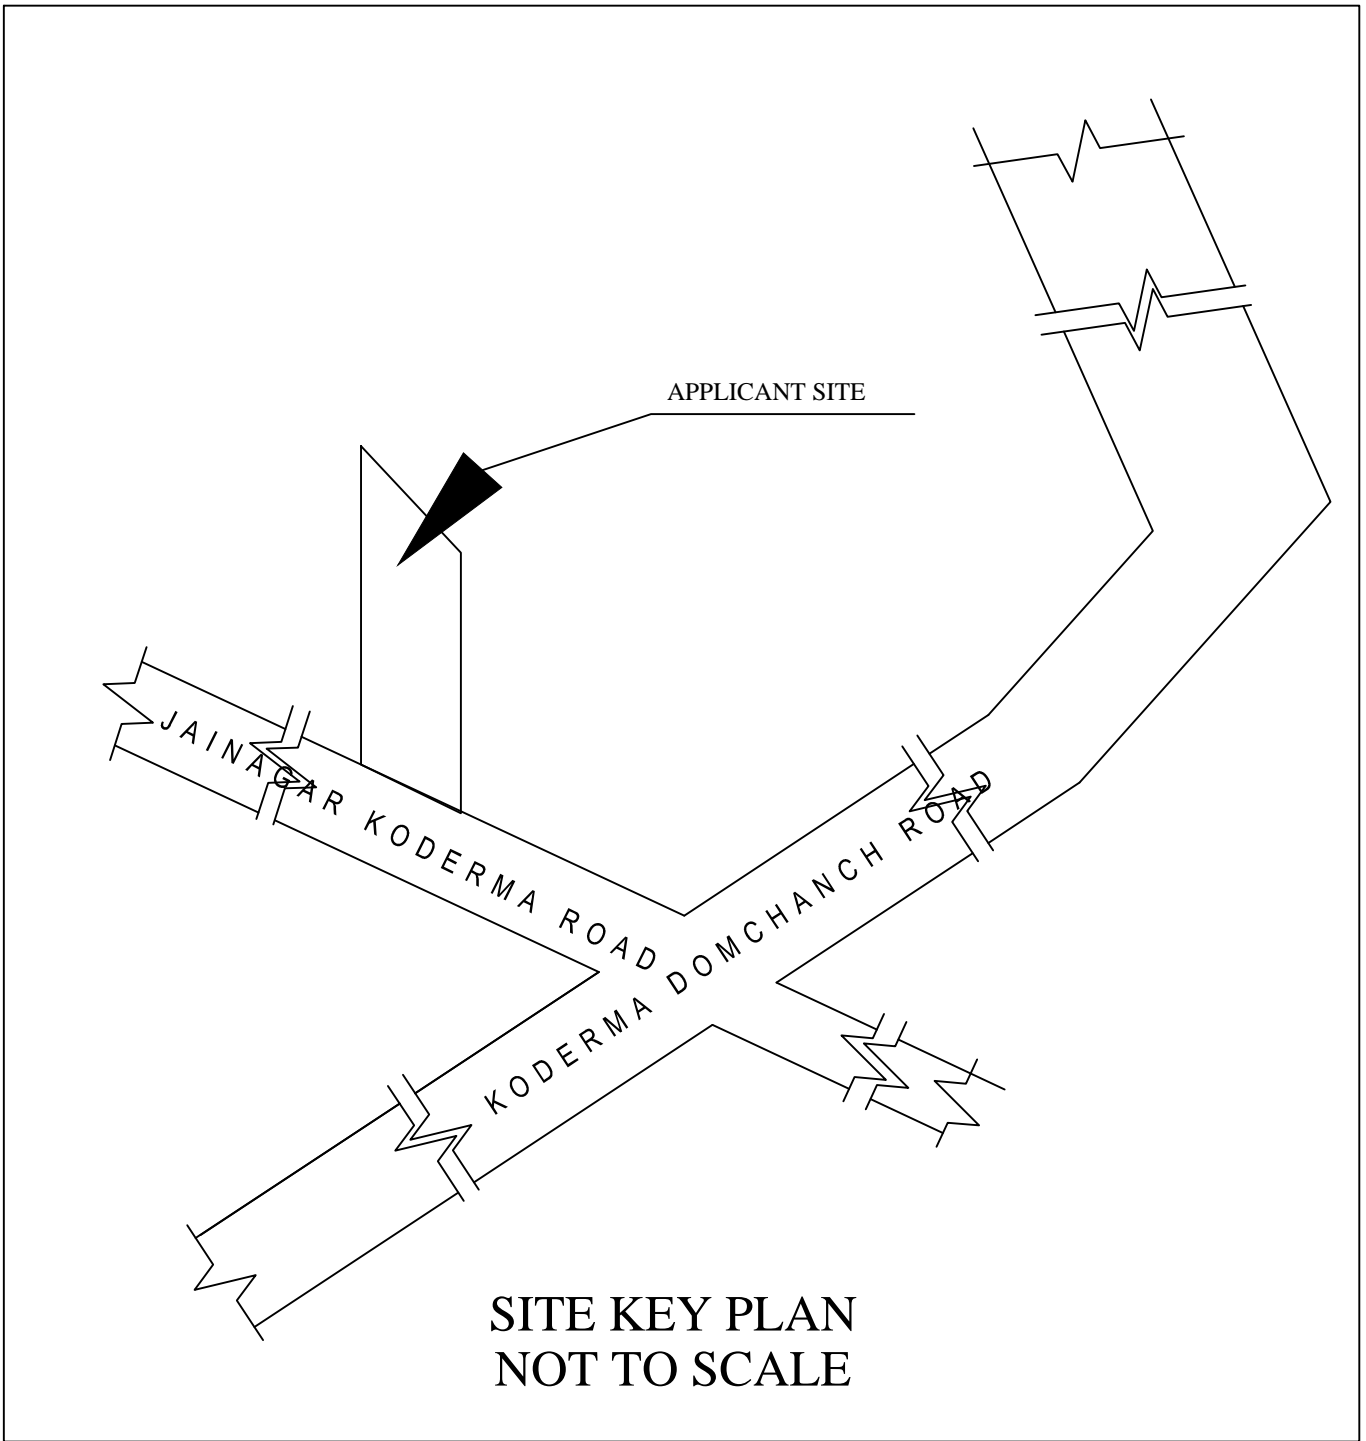 APPLICANT SITE
JAINAGAR KODERMA ROAD
KODERMA DOMCHANCH ROAD
SITE KEY PLAN
NOT TO SCALE